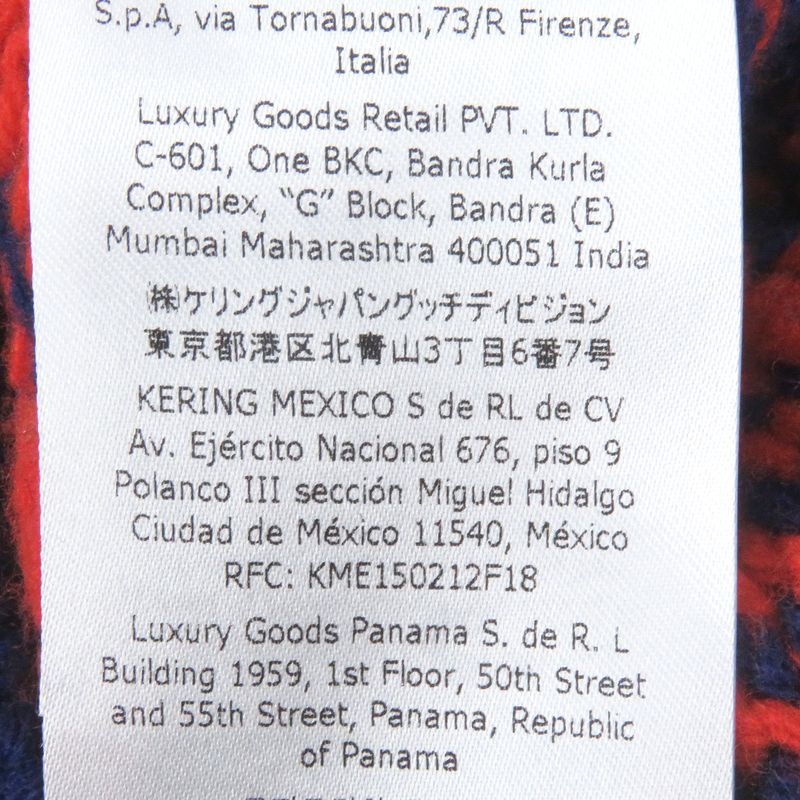 S.p.A, via Tornabuoni,73/R Firenze,
Italia
Luxury Goods Retail PVT. LTD.
C-601, One BKC, Bandra Kurla
Complex, “G” Block, Bandra (E)
Mumbai Maharashtra 400051 India
㈱ケリングジャパングッチディビジョン
東京都港区北青山3丁目6番7号
KERING MEXICO S de RL de CV
Av. Ejército Nacional 676, piso 9
Polanco III sección Miguel Hidalgo
Ciudad de México 11540, México
RFC: KME150212F18
Luxury Goods Panama S. de R. L
Building 1959, 1st Floor, 50th Street
and 55th Street, Panama, Republic
of Panama